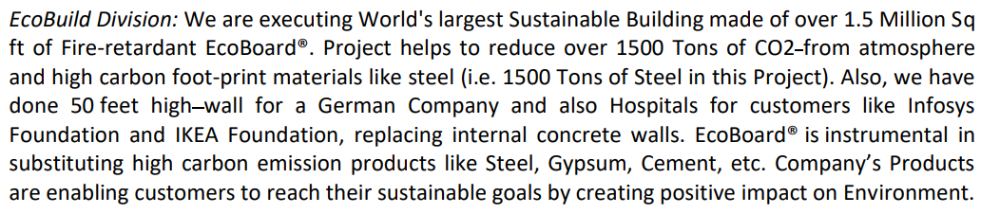 EcoBuild Division: We are executing World's largest Sustainable Building made of over 1.5 Million Sq
ft of Fire-retardant EcoBoard®. Project helps to reduce over 1500 Tons of CO2–from atmosphere
and high carbon foot-print materials like steel (i.e. 1500 Tons of Steel in this Project). Also, we have
done 50 feet high–wall for a German Company and also Hospitals for customers like Infosys
Foundation and IKEA Foundation, replacing internal concrete walls. EcoBoard® is instrumental in
substituting high carbon emission products like Steel, Gypsum, Cement, etc. Company’s Products
are enabling customers to reach their sustainable goals by creating positive impact on Environment.